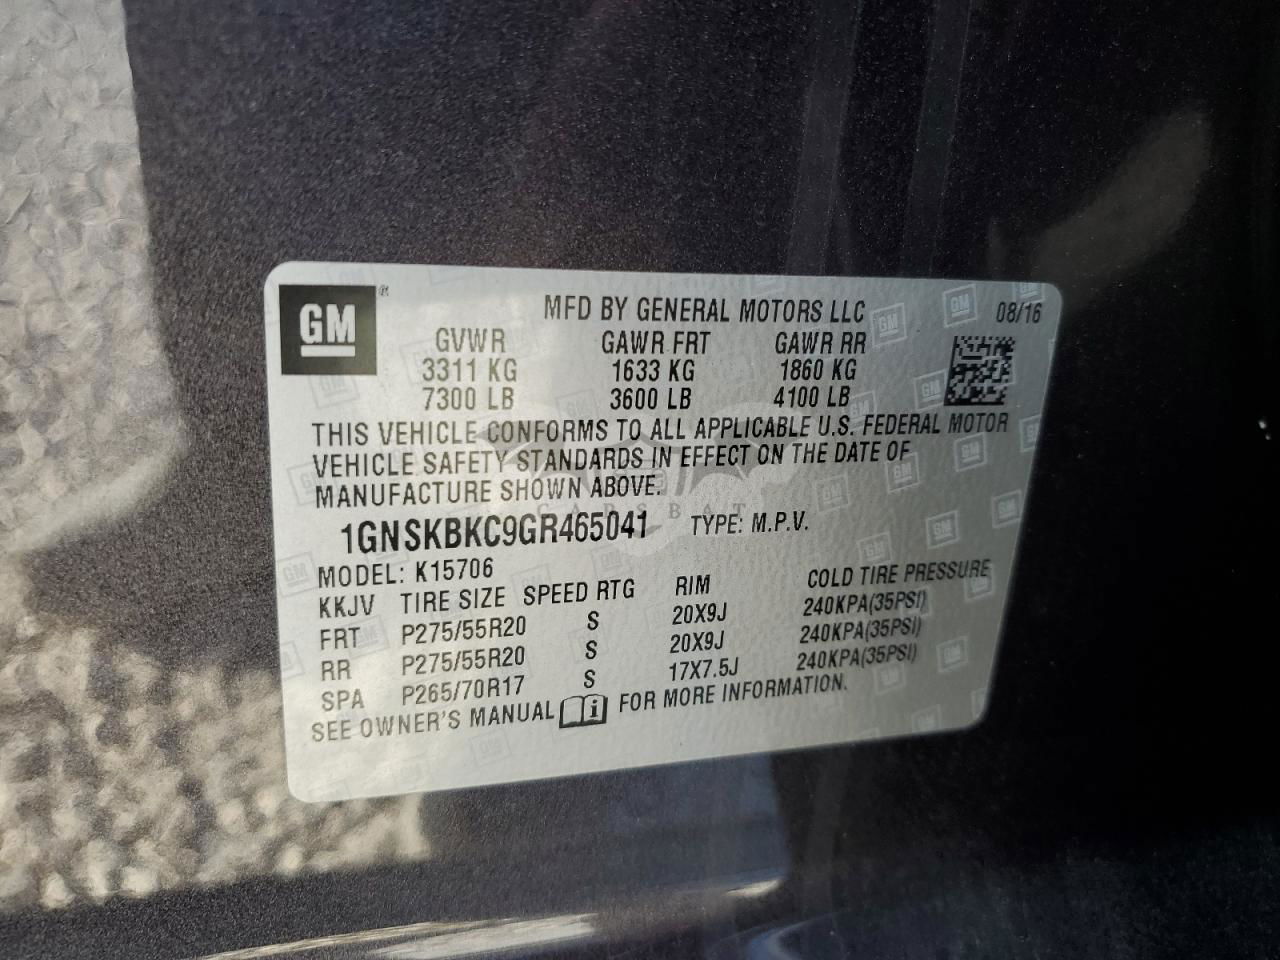 GM ®
MFD BY GENERAL MOTORS LLC 08/16
GVWR GAWR FRT GAWR RR
3311 KG 1633 KG 1860 KG
7300 LB 3600 LB 4100 LB
THIS VEHICLE CONFORMS TO ALL APPLICABLE U.S. FEDERAL MOTOR
VEHICLE SAFETY STANDARDS IN EFFECT ON THE DATE OF
MANUFACTURE SHOWN ABOVE.
CARSBAT
1GNSKBKC9GR465041 TYPE: M.P.V.
MODEL: K15706
KKJV TIRE SIZE SPEED RTG RIM COLD TIRE PRESSURE
FRT P275/55R20 S 20X9J 240KPA(35PSI)
RR P275/55R20 S 20X9J 240KPA(35PSI)
SPA P265/70R17 S 17X7.5J 240KPA(35PSI)
SEE OWNER'S MANUAL i FOR MORE INFORMATION.